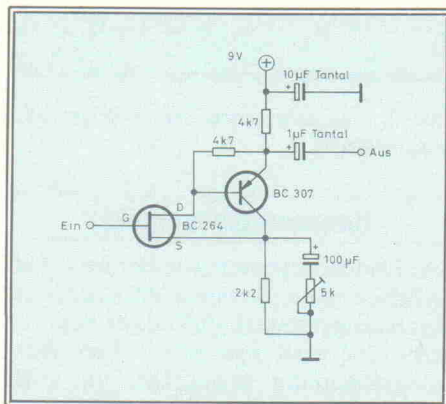 9V
+
10µF Tantal
+
4k7
1µF Tantal
4k7
+
Aus
BC 307
D
Ein
G
BC 264
S
+
100µF
2k2
5k